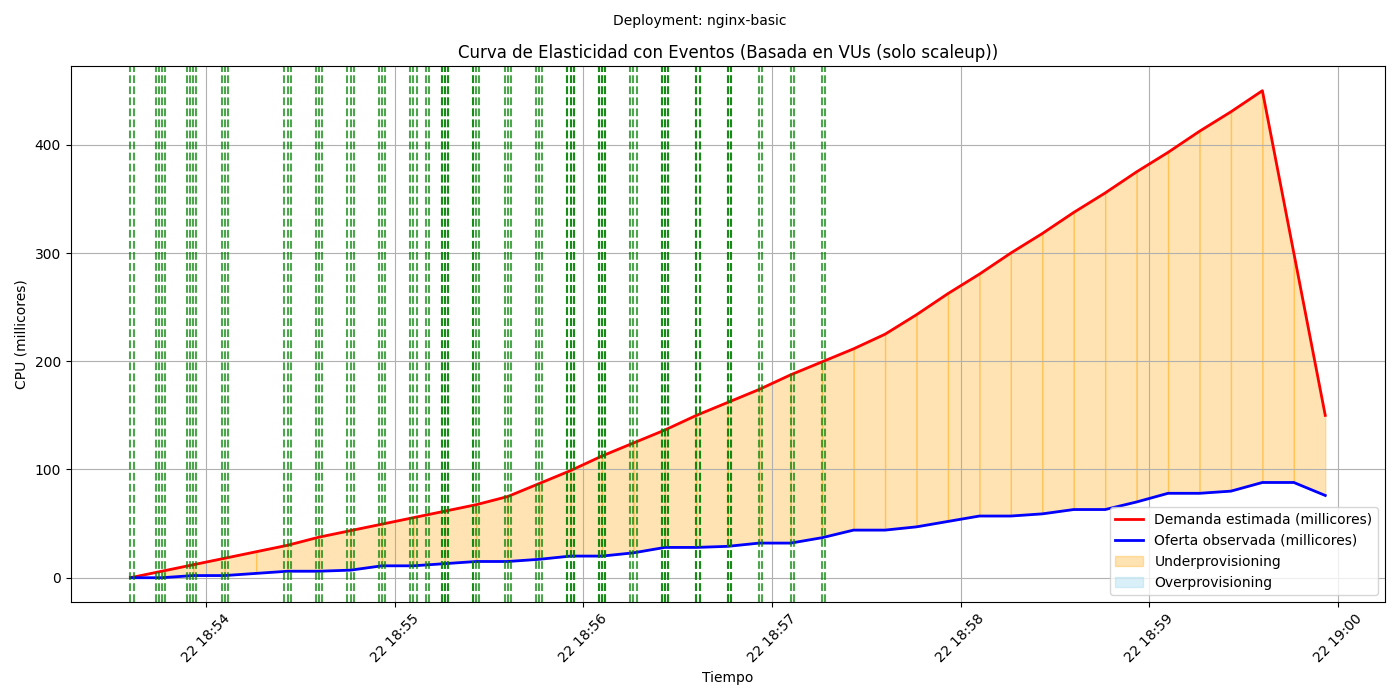 Deployment: nginx-basic
Curva de Elasticidad con Eventos (Basada en VUs (solo scaleup))
CPU (millicores)
400
300
200
100
0
Demanda estimada (millicores)
Oferta observada (millicores)
Underprovisioning
Overprovisioning
22 18:54
22 18:55
22 18:56
22 18:57
22 18:58
22 18:59
22 19:00
Tiempo